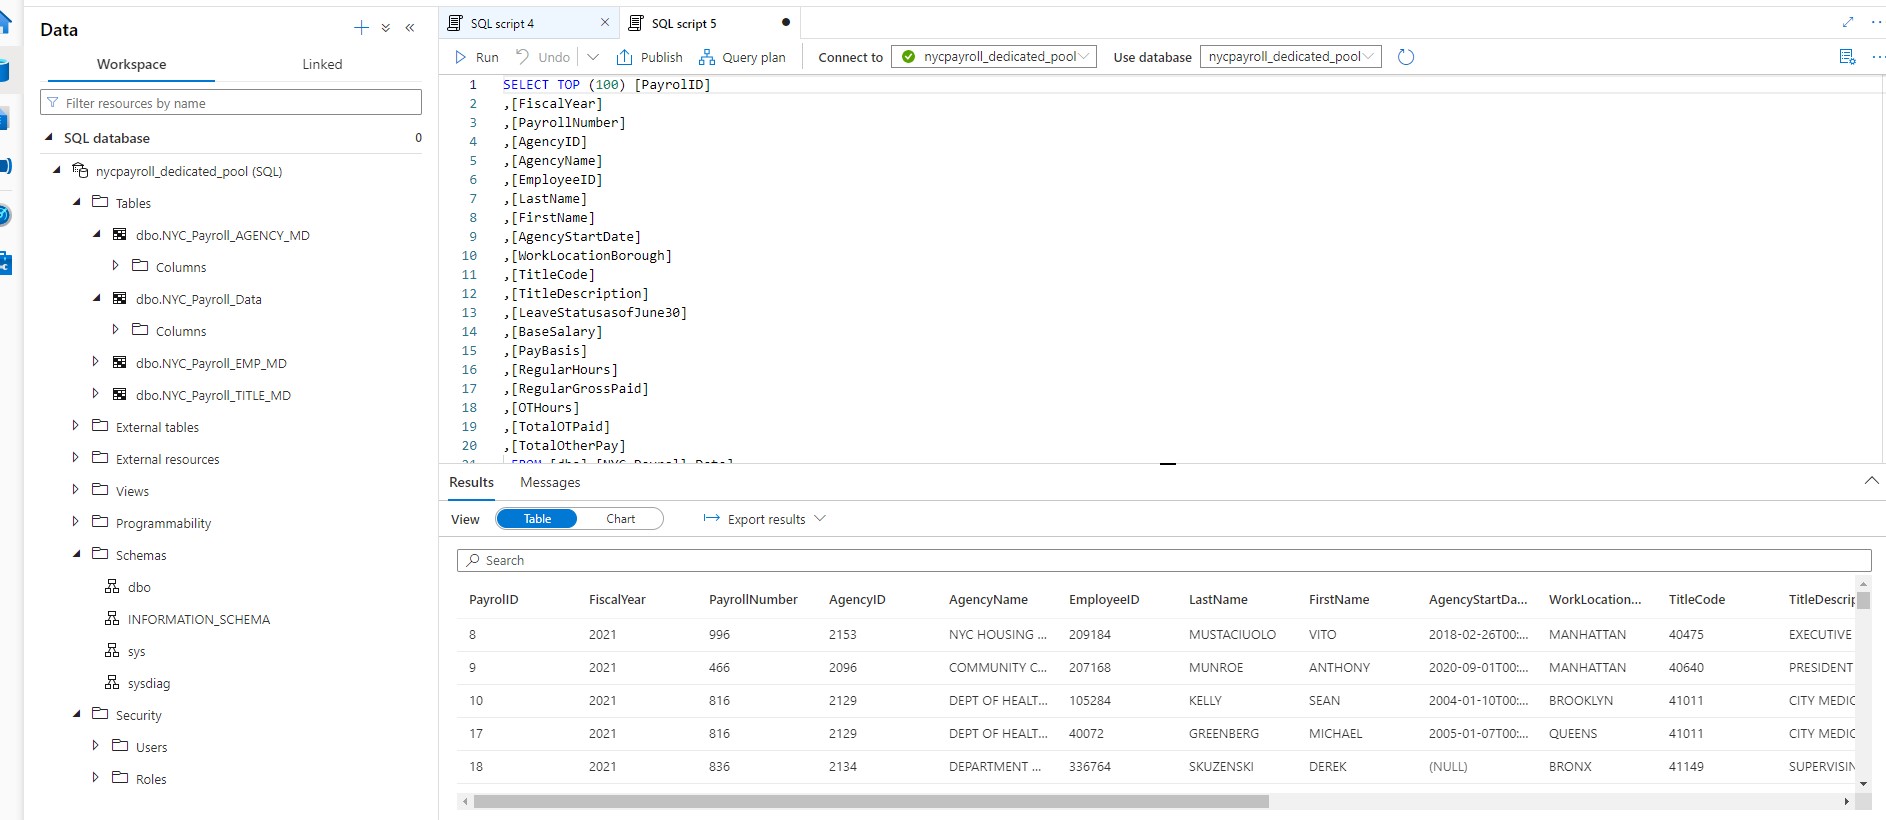 Data
Workspace
Linked
Filter resources by name
SQL database 0
nycpayroll_dedicated_pool (SQL)
Tables
dbo.NYC_Payroll_AGENCY_MD
Columns
dbo.NYC_Payroll_Data
Columns
dbo.NYC_Payroll_EMP_MD
dbo.NYC_Payroll_TITLE_MD
External tables
External resources
Views
Programmability
Schemas
dbo
INFORMATION_SCHEMA
sys
sysdiag
Security
Users
Roles
SQL script 4
SQL script 5
Run Undo Publish Query plan Connect to nycpayroll_dedicated_pool Use database nycpayroll_dedicated_pool
1 SELECT TOP (100) [PayrolID]
2 ,[FiscalYear]
3 ,[PayrollNumber]
4 ,[AgencyID]
5 ,[AgencyName]
6 ,[EmployeeID]
7 ,[LastName]
8 ,[FirstName]
9 ,[AgencyStartDate]
10 ,[WorkLocationBorough]
11 ,[TitleCode]
12 ,[TitleDescription]
13 ,[LeaveStatusasofJune30]
14 ,[BaseSalary]
15 ,[PayBasis]
16 ,[RegularHours]
17 ,[RegularGrossPaid]
18 ,[OTHours]
19 ,[TotalOTPaid]
20 ,[TotalOtherPay]
21 FROM [dbo].[NYC_Payroll_Data]
Results Messages
View Table Chart Export results
Search
PayrolID FiscalYear PayrollNumber AgencyID AgencyName EmployeeID LastName FirstName AgencyStartDa... WorkLocation... TitleCode TitleDescrip
8 2021 996 2153 NYC HOUSING ... 209184 MUSTACIUOLO VITO 2018-02-26T00:... MANHATTAN 40475 EXECUTIVE
9 2021 466 2096 COMMUNITY C... 207168 MUNROE ANTHONY 2020-09-01T00:... MANHATTAN 40640 PRESIDENT
10 2021 816 2129 DEPT OF HEALT... 105284 KELLY SEAN 2004-01-10T00:... BROOKLYN 41011 CITY MEDIC
17 2021 816 2129 DEPT OF HEALT... 40072 GREENBERG MICHAEL 2005-01-07T00:... QUEENS 41011 CITY MEDIC
18 2021 836 2134 DEPARTMENT ... 336764 SKUZENSKI DEREK (NULL) BRONX 41149 SUPERVISIN